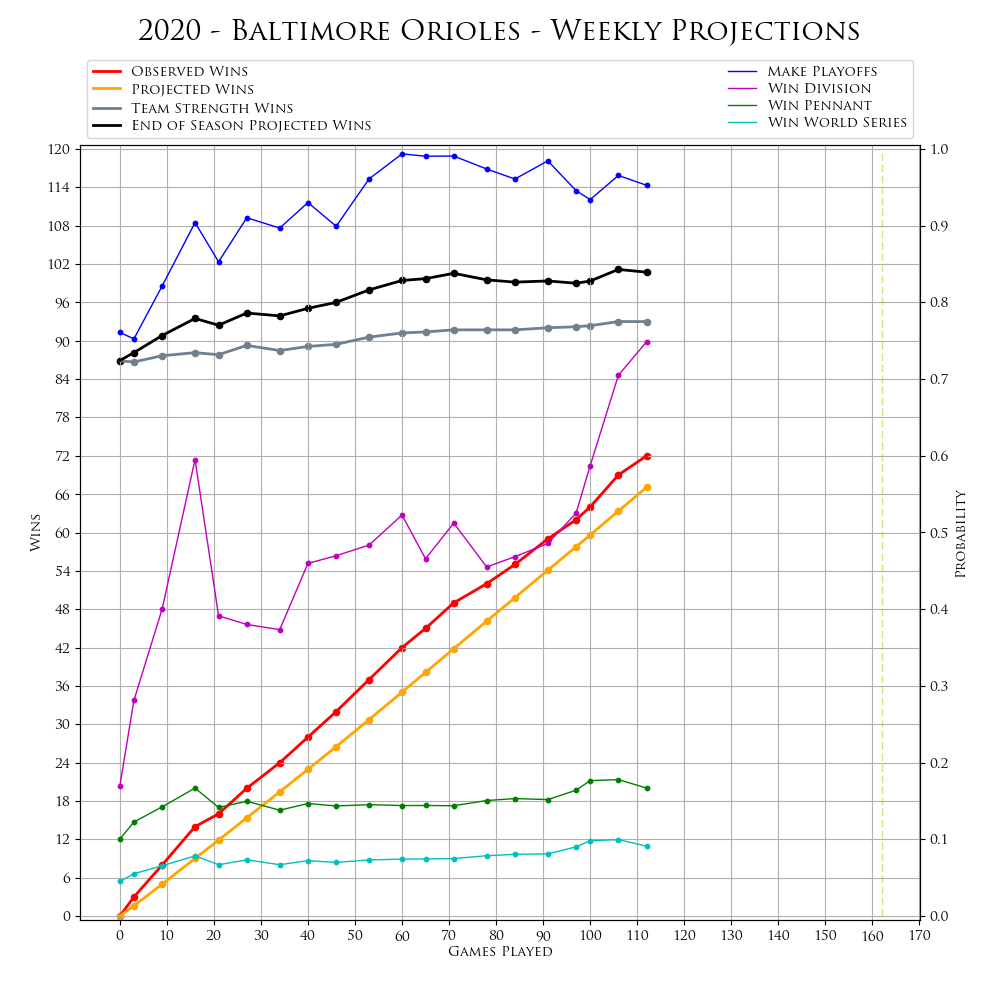 2020 - Baltimore Orioles - Weekly Projections
Observed Wins
Projected Wins
Team Strength Wins
End of Season Projected Wins
Make Playoffs
Win Division
Win Pennant
Win World Series
120
114
108
102
96
90
84
78
72
66
60
54
48
42
36
30
24
18
12
6
0
Wins
1.0
0.9
0.8
0.7
0.6
0.5
0.4
0.3
0.2
0.1
0.0
Probability
0 10 20 30 40 50 60 70 80 90 100 110 120 130 140 150 160 170
Games Played